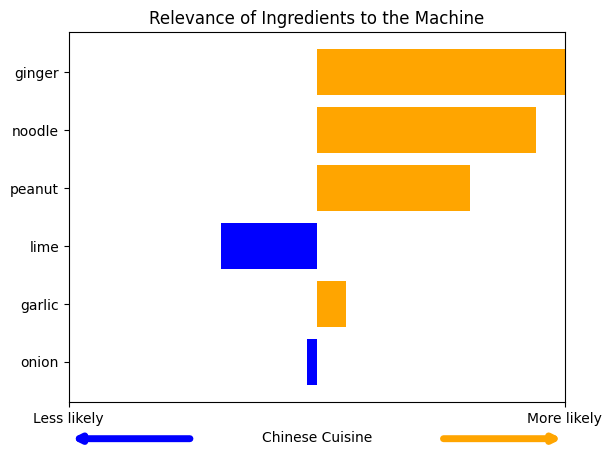 Relevance of Ingredients to the Machine
ginger
noodle
peanut
lime
garlic
onion
Less likely More likely
Chinese Cuisine